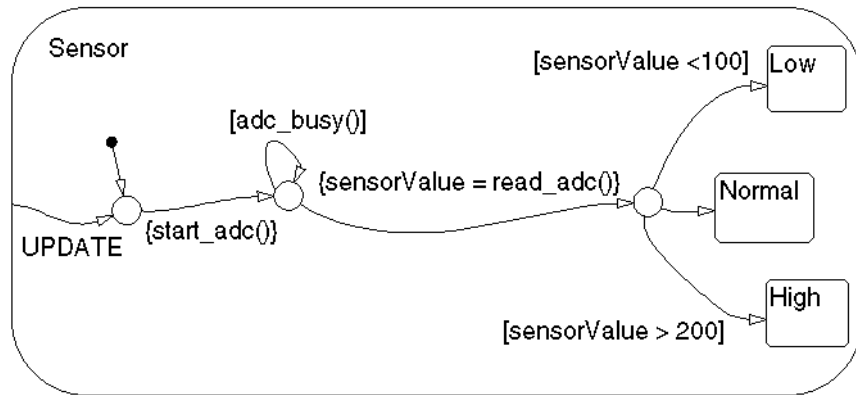 Sensor
[sensorValue <100]
Low
[adc_busy()]
{sensorValue = read_adc()}
Normal
UPDATE
{start_adc()}
High
[sensorValue > 200]